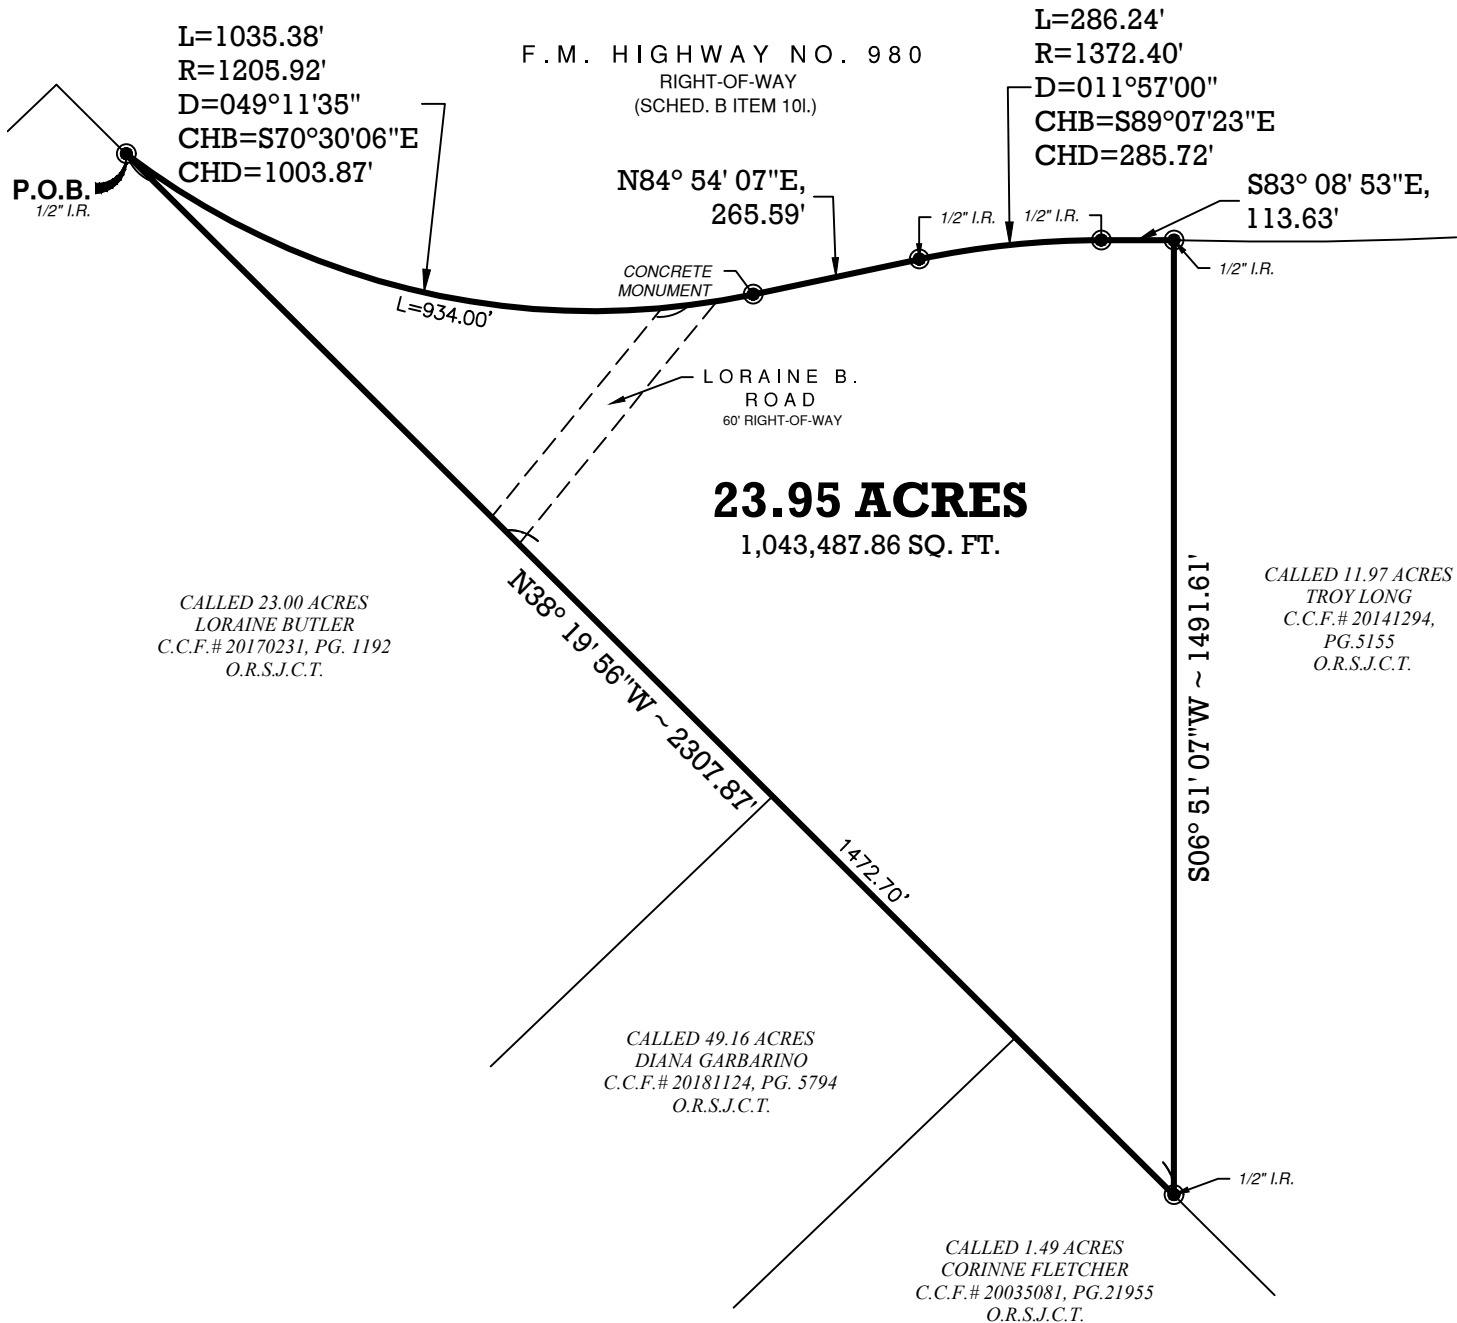 L=1035.38'
R=1205.92'
D=049°11'35"
CHB=S70°30'06"E
CHD=1003.87'
F.M. HIGHWAY NO. 980
RIGHT-OF-WAY
(SCHED. B ITEM 10l.)
L=286.24'
R=1372.40'
D=011°57'00"
CHB=S89°07'23"E
CHD=285.72'
P.O.B.
1/2" I.R.
N84° 54' 07"E,
265.59'
1/2" I.R.
1/2" I.R.
S83° 08' 53"E,
113.63'
1/2" I.R.
CONCRETE
MONUMENT
L=934.00'
LORAINE B.
ROAD
60' RIGHT-OF-WAY
23.95 ACRES
1,043,487.86 SQ. FT.
N38° 19' 56"W ~ 2307.87'
S06° 51' 07"W ~ 1491.61'
CALLED 23.00 ACRES
LORAINE BUTLER
C.C.F.# 20170231, PG. 1192
O.R.S.J.C.T.
CALLED 11.97 ACRES
TROY LONG
C.C.F.# 20141294,
PG.5155
O.R.S.J.C.T.
1472.70'
CALLED 49.16 ACRES
DIANA GARBARINO
C.C.F.# 20181124, PG. 5794
O.R.S.J.C.T.
1/2" I.R.
CALLED 1.49 ACRES
CORINNE FLETCHER
C.C.F.# 20035081, PG.21955
O.R.S.J.C.T.